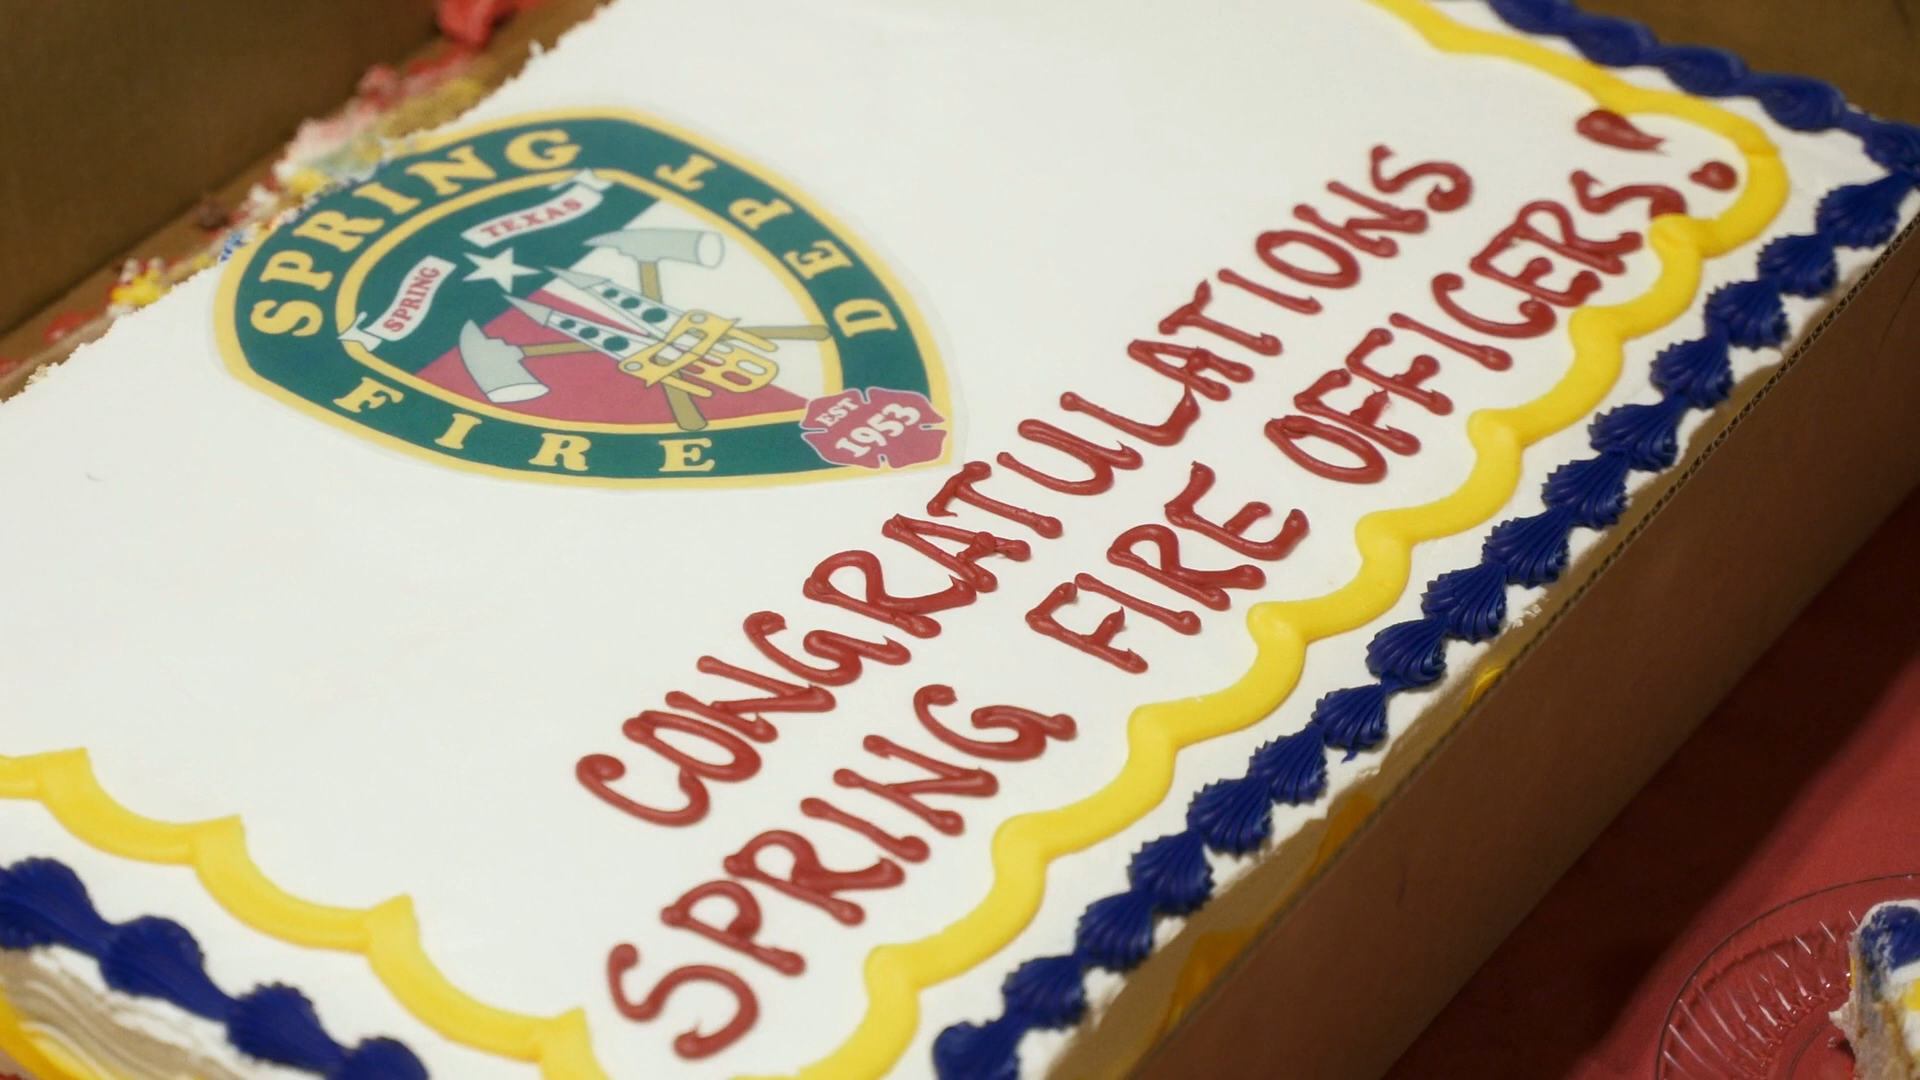 SPRING
FIRE DEPT
TEXAS
SPRING
EST
1953
CONGRATULATIONS
SPRING FIRE OFFICERS!